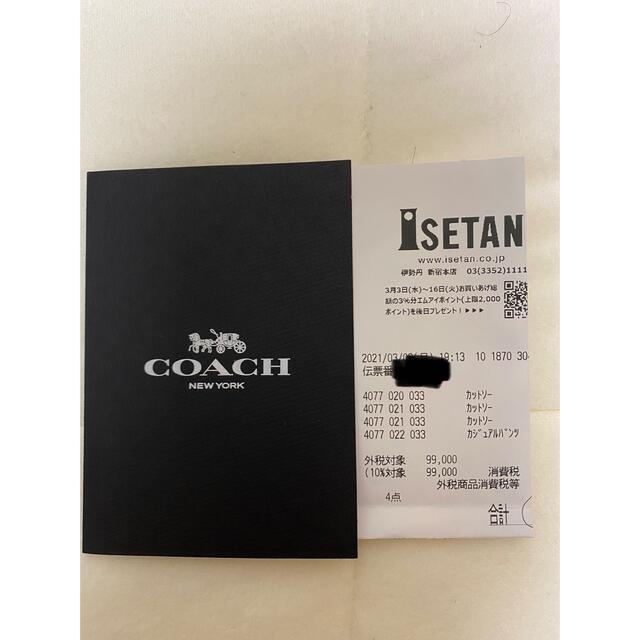 COACH
NEW YORK
ISETAN
www.isetan.co.jp
伊勢丹 新宿本店 03(3352)1111
3月3日(水)～16日(火)お買いあげ総
額の3%分エムアイポイント(上限2,000
ポイント)を後日プレゼント!▶▶▶
2021/03/ (月) 19:13 10 1870 30
伝票番
4077 020 033 カットソー
4077 021 033 カットソー
4077 021 033 カットソー
4077 022 033 カジュアルパンツ
外税対象 99,000
(10%対象 99,000 消費税
外税商品消費税等
4点
合計